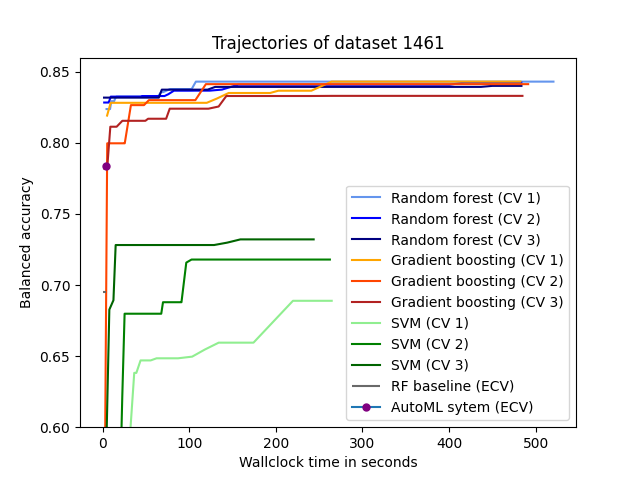 Trajectories of dataset 1461
Balanced accuracy
0.85
0.80
0.75
0.70
0.65
0.60
Random forest (CV 1)
Random forest (CV 2)
Random forest (CV 3)
Gradient boosting (CV 1)
Gradient boosting (CV 2)
Gradient boosting (CV 3)
SVM (CV 1)
SVM (CV 2)
SVM (CV 3)
RF baseline (ECV)
AutoML sytem (ECV)
0 100 200 300 400 500
Wallclock time in seconds